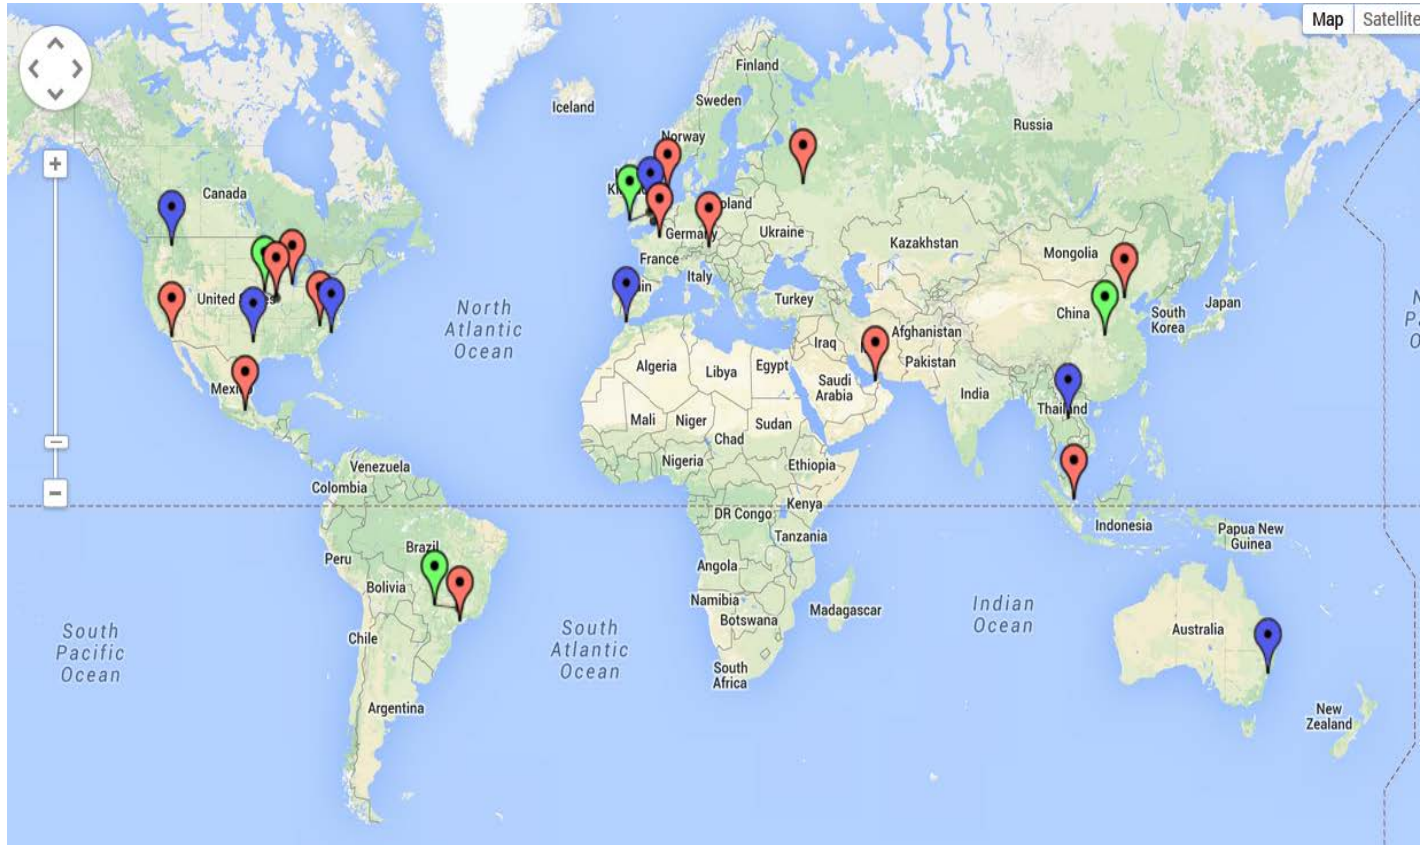 Map
Satellite
Finland
Iceland
Sweden
Russia
Norway
Canada
Ukraine
Kazakhstan
Mongolia
France
Italy
Turkey
North
Atlantic
Ocean
China
South
Korea
Japan
Afghanistan
Iraq
Pakistan
Algeria
Libya
Egypt
Saudi
Arabia
India
Mali
Niger
Chad
Sudan
Nigeria
Ethiopia
Venezuela
Colombia
DR Congo
Kenya
Tanzania
Indonesia
Papua New
Guinea
Peru
Brazil
Bolivia
Angola
Namibia
Botswana
Madagascar
Indian
Ocean
South
Pacific
Ocean
Chile
South
Atlantic
Ocean
Australia
South
Africa
Argentina
New
Zealand